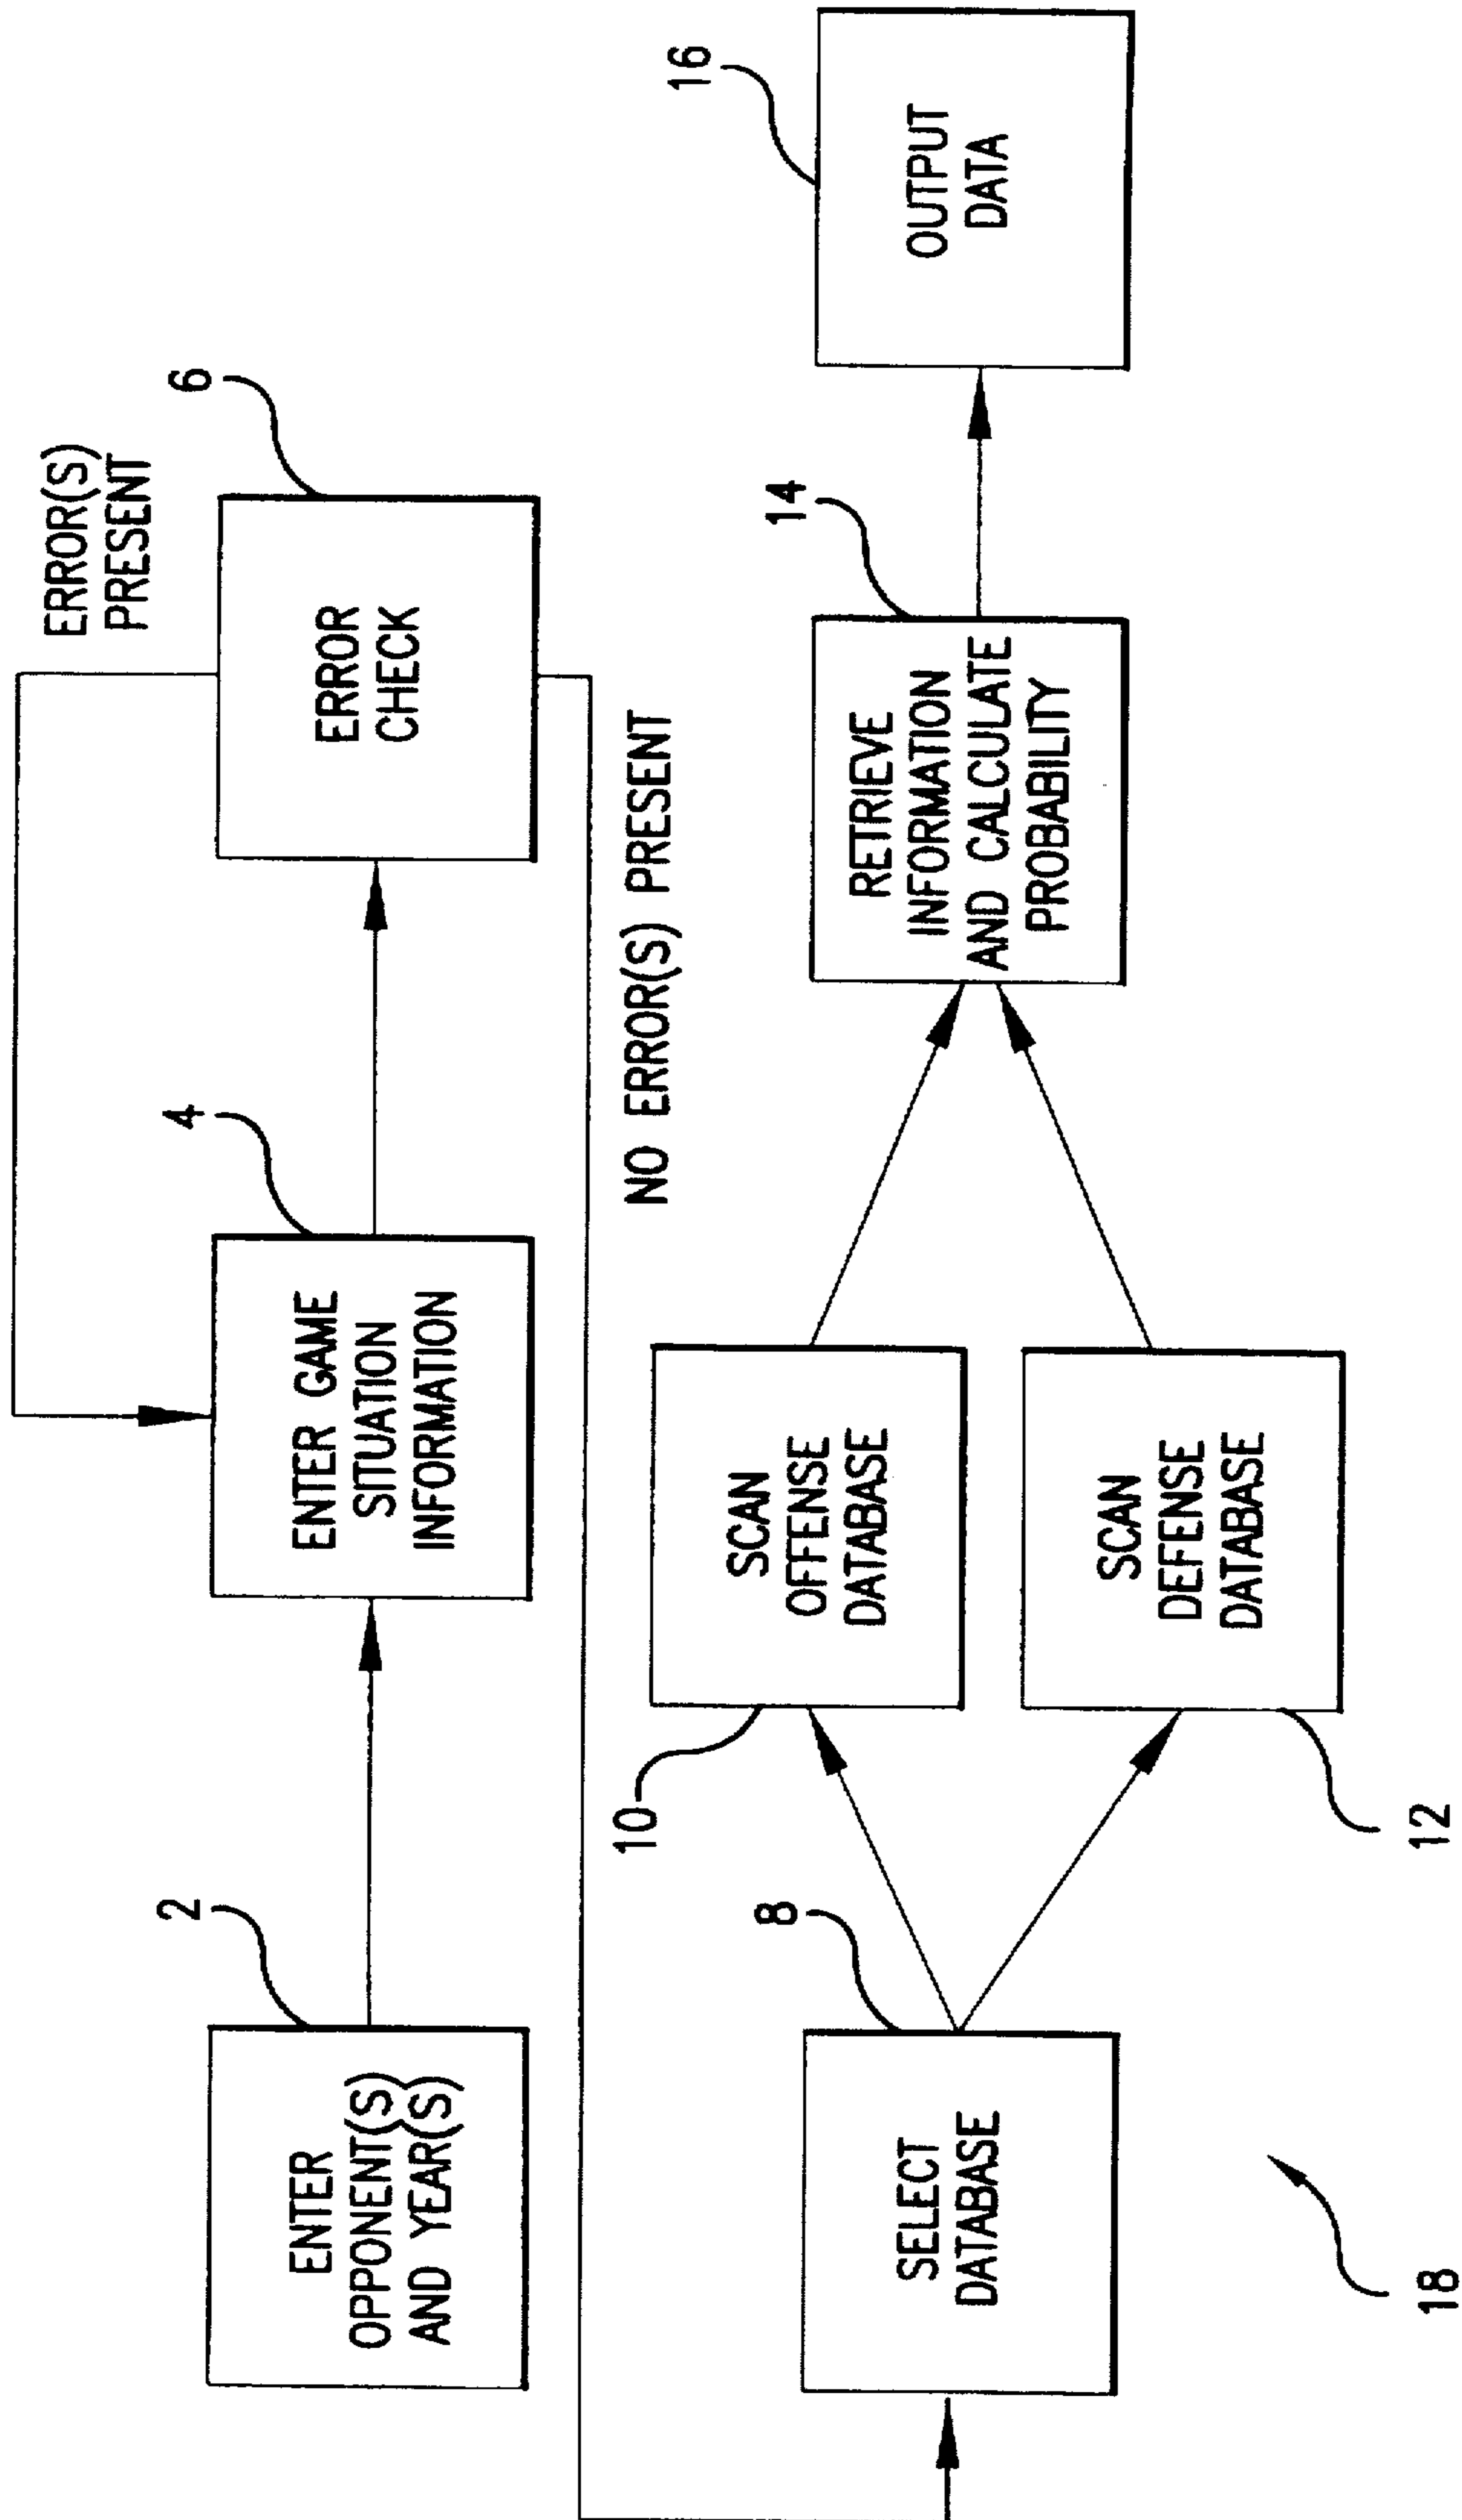 2
ENTER
OPPONENT(S)
AND YEAR(S)
4
ENTER GAME
SITUATION
INFORMATION
6
ERROR
CHECK
ERROR(S)
PRESENT
NO ERROR(S) PRESENT
8
SELECT
DATABASE
10
SCAN
OFFENSE
DATABASE
12
SCAN
DEFENSE
DATABASE
14
RETRIEVE
INFORMATION
AND CALCULATE
PROBABILITY
16
OUTPUT
DATA
18